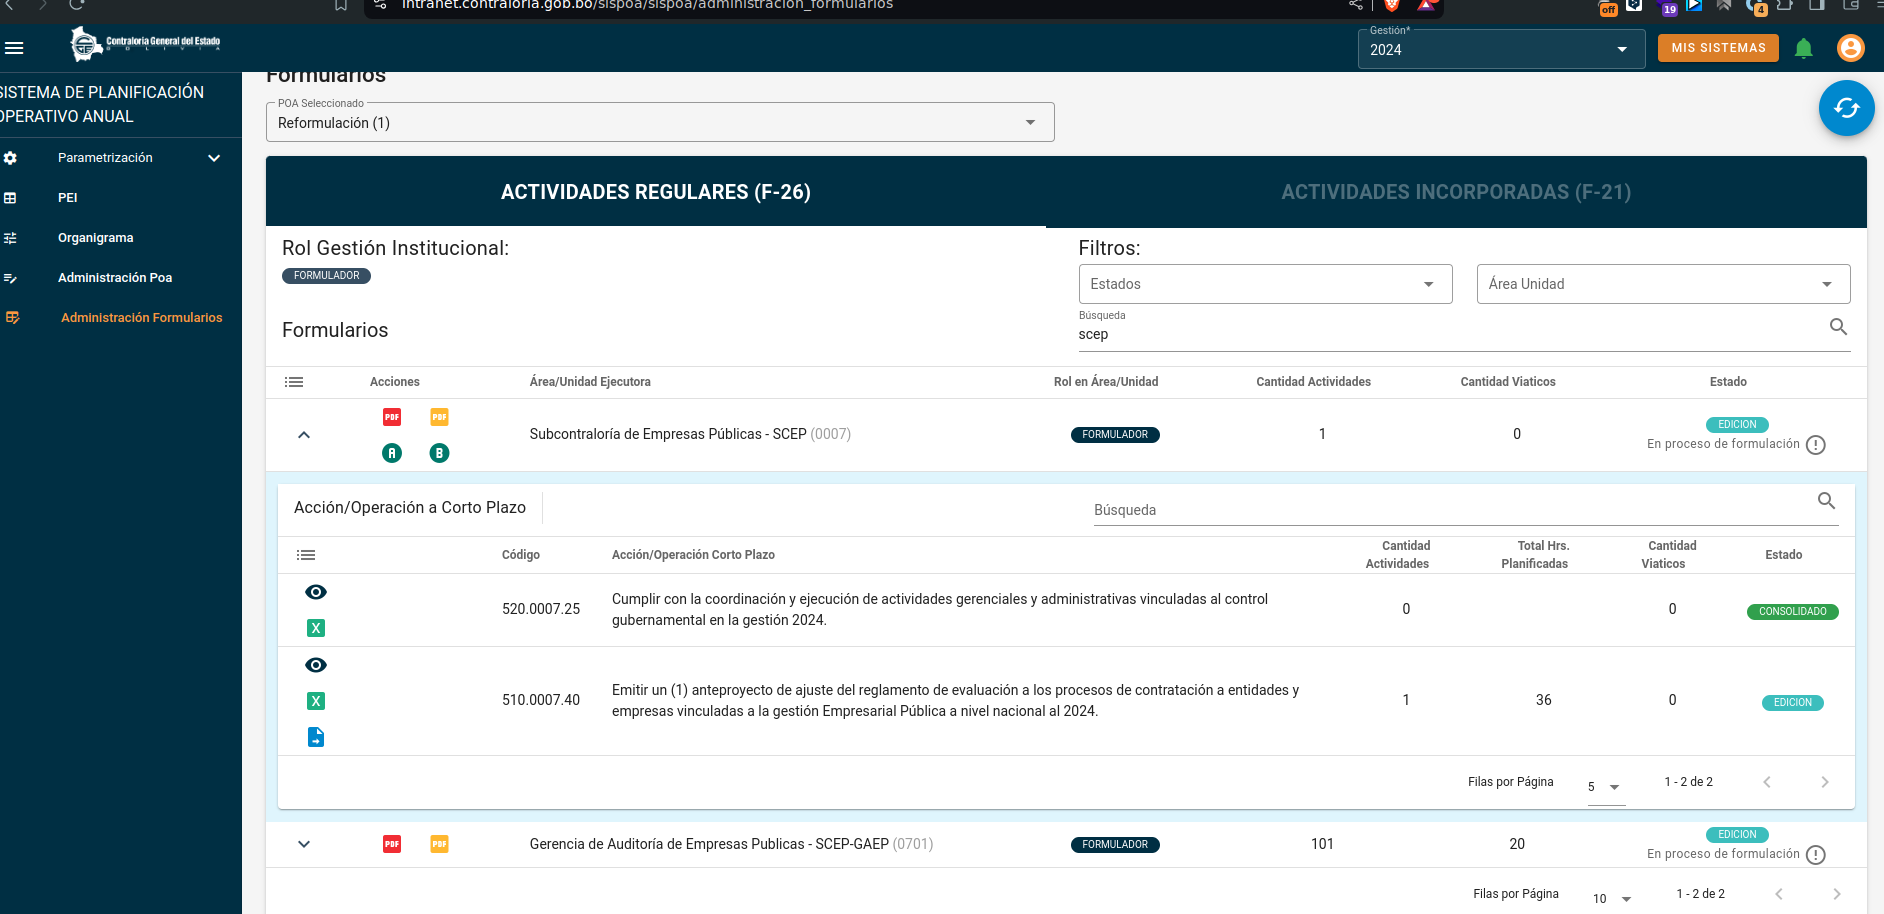 intranet.contraloria.gob.bo/sispoa/sispoa/administracion_formularios
off
19
4
Contraloría General del Estado
BOLIVIA
Gestión*
2024
MIS SISTEMAS
SISTEMA DE PLANIFICACIÓN
OPERATIVO ANUAL
Parametrización
PEI
Organigrama
Administración Poa
Administración Formularios
Formularios
POA Seleccionado
Reformulación (1)
ACTIVIDADES REGULARES (F-26)
ACTIVIDADES INCORPORADAS (F-21)
Rol Gestión Institucional:
FORMULADOR
Filtros:
Estados
Área Unidad
Formularios
Búsqueda
scep
Acciones Área/Unidad Ejecutora Rol en Área/Unidad Cantidad Actividades Cantidad Viaticos Estado
PDF PDF
A B
Subcontraloría de Empresas Públicas - SCEP (0007) FORMULADOR 1 0 EDICION
En proceso de formulación
Acción/Operación a Corto Plazo
Búsqueda
Código Acción/Operación Corto Plazo Cantidad Actividades Total Hrs. Planificadas Cantidad Viaticos Estado
X
520.0007.25 Cumplir con la coordinación y ejecución de actividades gerenciales y administrativas vinculadas al control
gubernamental en la gestión 2024.
0 0 CONSOLIDADO
X
510.0007.40 Emitir un (1) anteproyecto de ajuste del reglamento de evaluación a los procesos de contratación a entidades y
empresas vinculadas a la gestión Empresarial Pública a nivel nacional al 2024.
1 36 0 EDICION
Filas por Página 5 1 - 2 de 2
PDF PDF Gerencia de Auditoría de Empresas Publicas - SCEP-GAEP (0701) FORMULADOR 101 20 EDICION
En proceso de formulación
Filas por Página 10 1 - 2 de 2